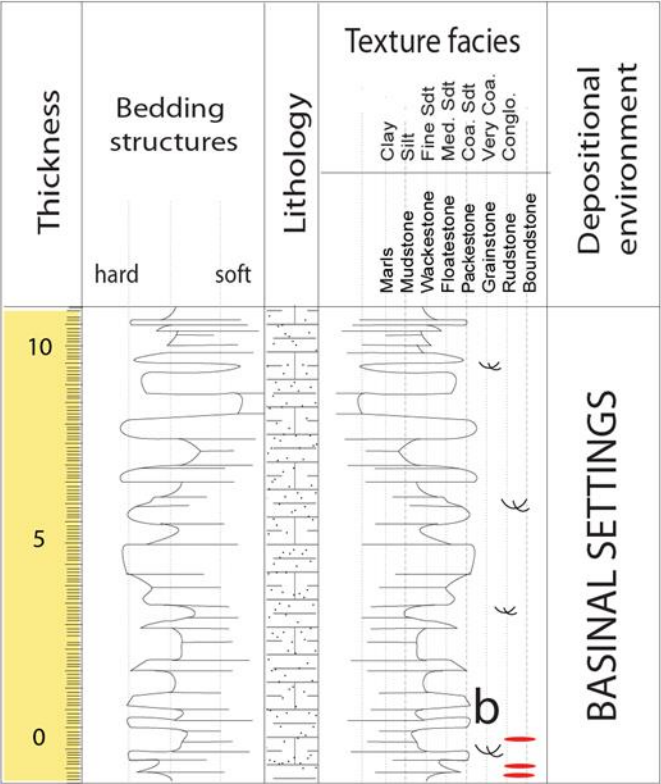 Thickness
Bedding
structures
hard
soft
Lithology
Texture facies
Clay
Silt
Fine Sdt
Med. Sdt
Coa. Sdt
Very Coa.
Conglo.
Marls
Mudstone
Wackestone
Floatestone
Packestone
Grainstone
Rudstone
Boundstone
Depositional
environment
10
5
0
b
BASINAL SETTINGS